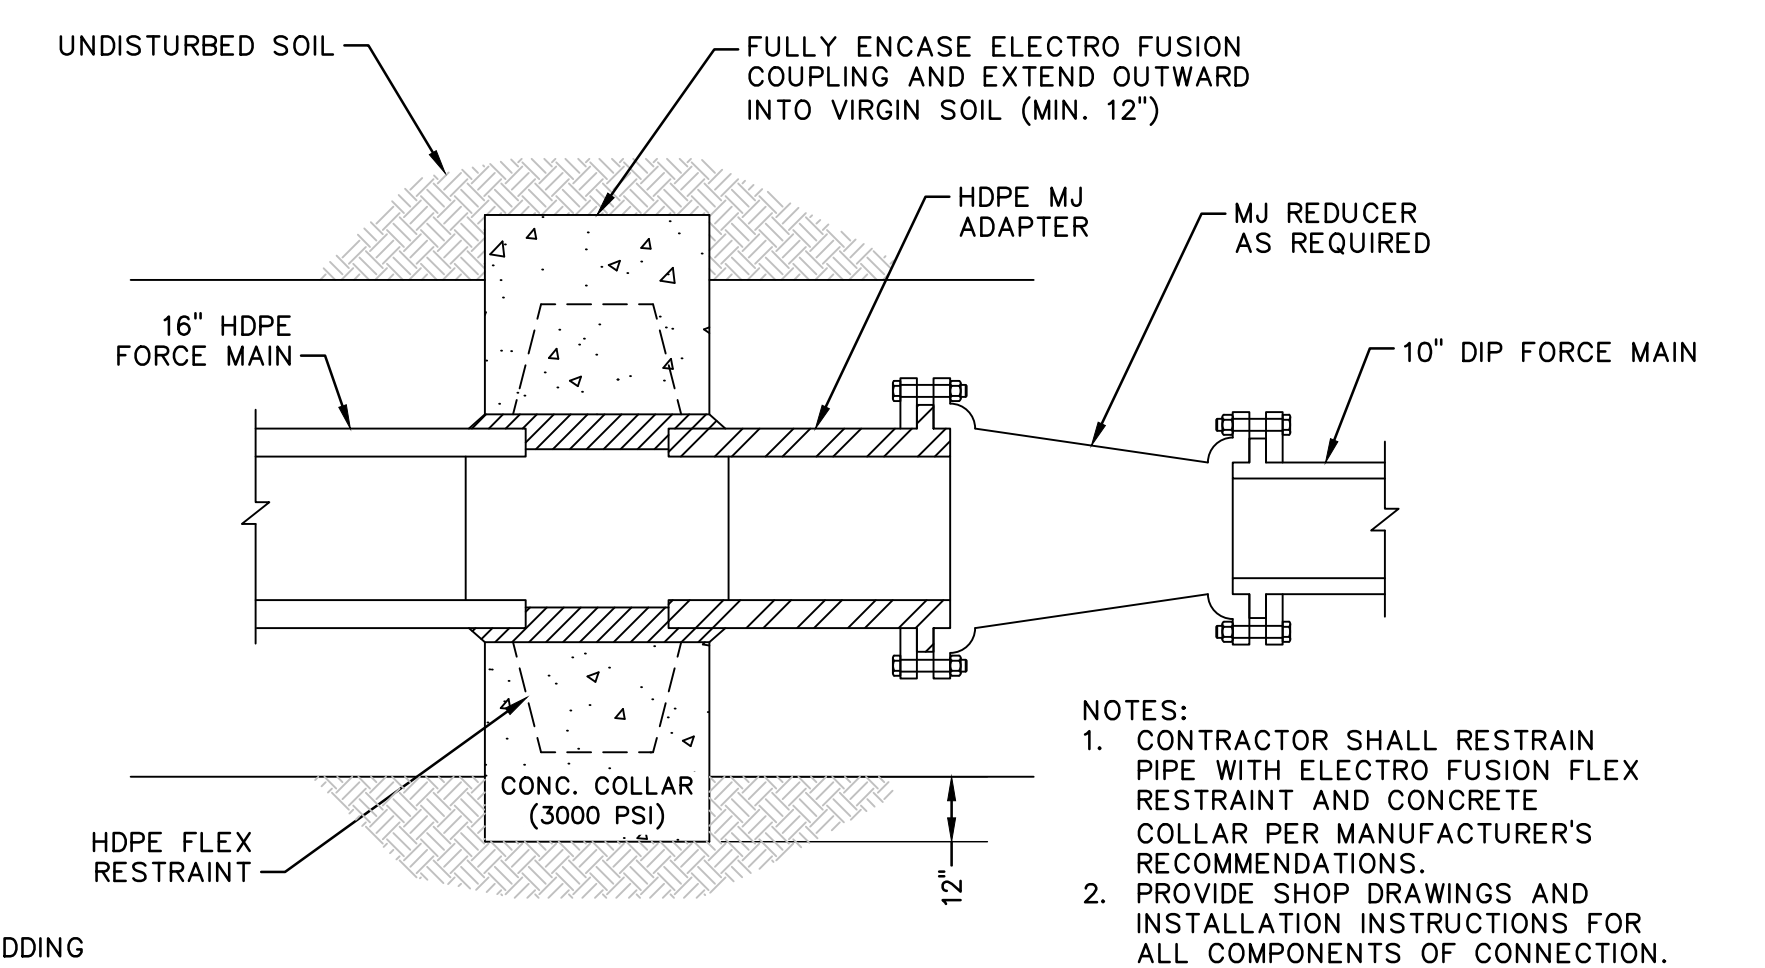 UNDISTURBED SOIL
FULLY ENCASE ELECTRO FUSION
COUPLING AND EXTEND OUTWARD
INTO VIRGIN SOIL (MIN. 12")
HDPE MJ
ADAPTER
MJ REDUCER
AS REQUIRED
16" HDPE
FORCE MAIN
10" DIP FORCE MAIN
CONC. COLLAR
(3000 PSI)
HDPE FLEX
RESTRAINT
12"
NOTES:
1. CONTRACTOR SHALL RESTRAIN
PIPE WITH ELECTRO FUSION FLEX
RESTRAINT AND CONCRETE
COLLAR PER MANUFACTURER'S
RECOMMENDATIONS.
2. PROVIDE SHOP DRAWINGS AND
INSTALLATION INSTRUCTIONS FOR
ALL COMPONENTS OF CONNECTION.
DDING